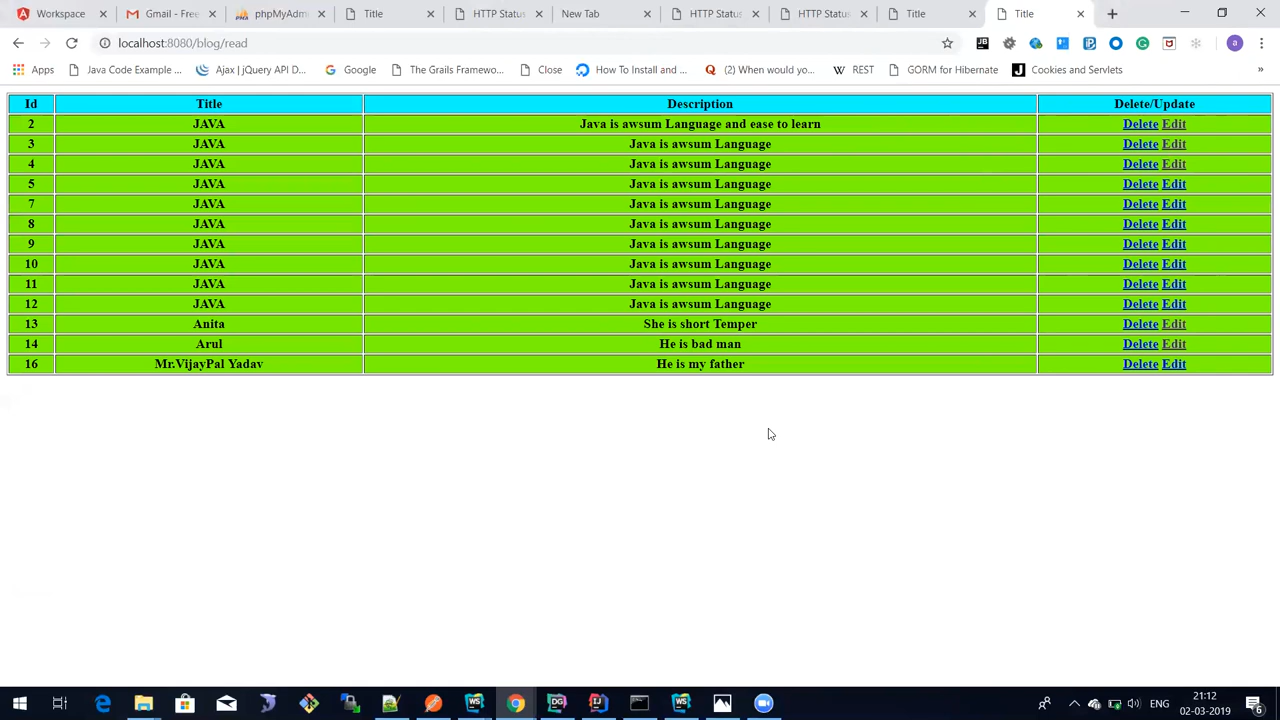 Workspace Gmail - Free phpMyAdm Title HTTP Status New Tab HTTP Status HTTP Status Title Title
localhost:8080/blog/read
Apps Java Code Example ... Ajax | jQuery API D... Google The Grails Framewo... Close How To Install and ... (2) When would yo... REST GORM for Hibernate Cookies and Servlets
Id Title Description Delete/Update
2 JAVA Java is awsum Language and ease to learn Delete Edit
3 JAVA Java is awsum Language Delete Edit
4 JAVA Java is awsum Language Delete Edit
5 JAVA Java is awsum Language Delete Edit
7 JAVA Java is awsum Language Delete Edit
8 JAVA Java is awsum Language Delete Edit
9 JAVA Java is awsum Language Delete Edit
10 JAVA Java is awsum Language Delete Edit
11 JAVA Java is awsum Language Delete Edit
12 JAVA Java is awsum Language Delete Edit
13 Anita She is short Temper Delete Edit
14 Arul He is bad man Delete Edit
16 Mr.VijayPal Yadav He is my father Delete Edit
21:12
ENG
02-03-2019
6